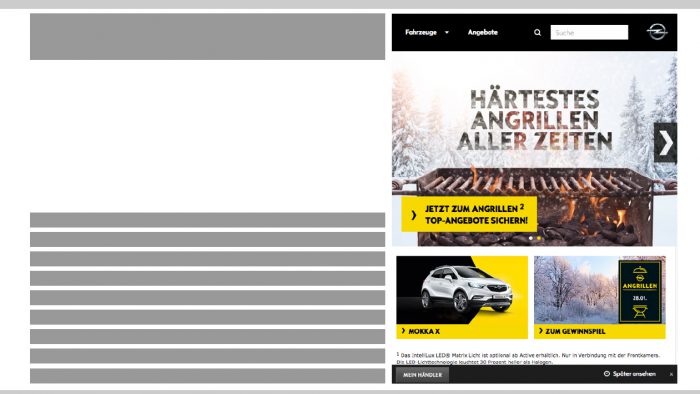 Fahrzeuge Angebote Suche
HÄRTESTES
ANGRILLEN
ALLER ZEITEN
JETZT ZUM ANGRILLEN 2
TOP-ANGEBOTE SICHERN!
ANGRILLEN
28.01.
MOKKA X
ZUM GEWINNSPIEL
1 Das IntelliLux LED® Matrix Licht ist optional ab Active erhältlich. Nur in Verbindung mit der Frontkamera.
Die LED-Lichttechnologie leuchtet 30 Prozent heller als Halogen.
MEIN HÄNDLER Später ansehen ×